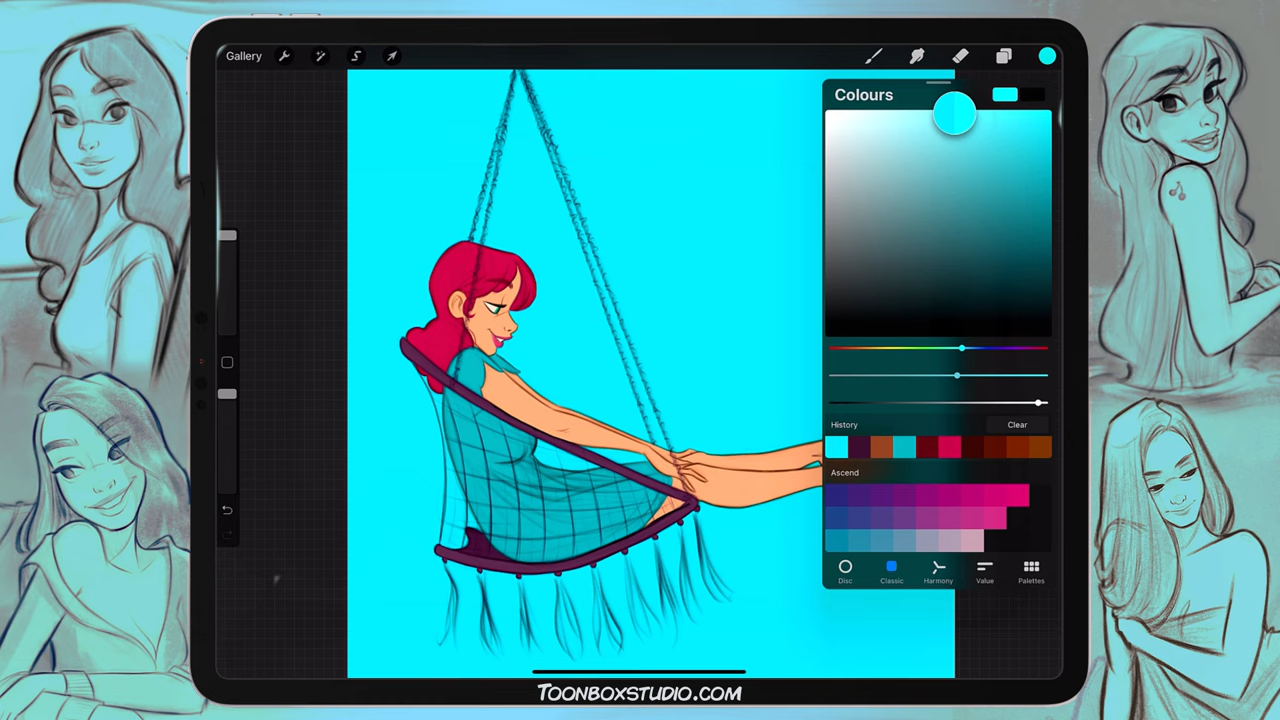 Gallery
Colours
History
Clear
Ascend
Disc
Classic
Harmony
Value
Palettes
TOONBOXSTUDIO.COM